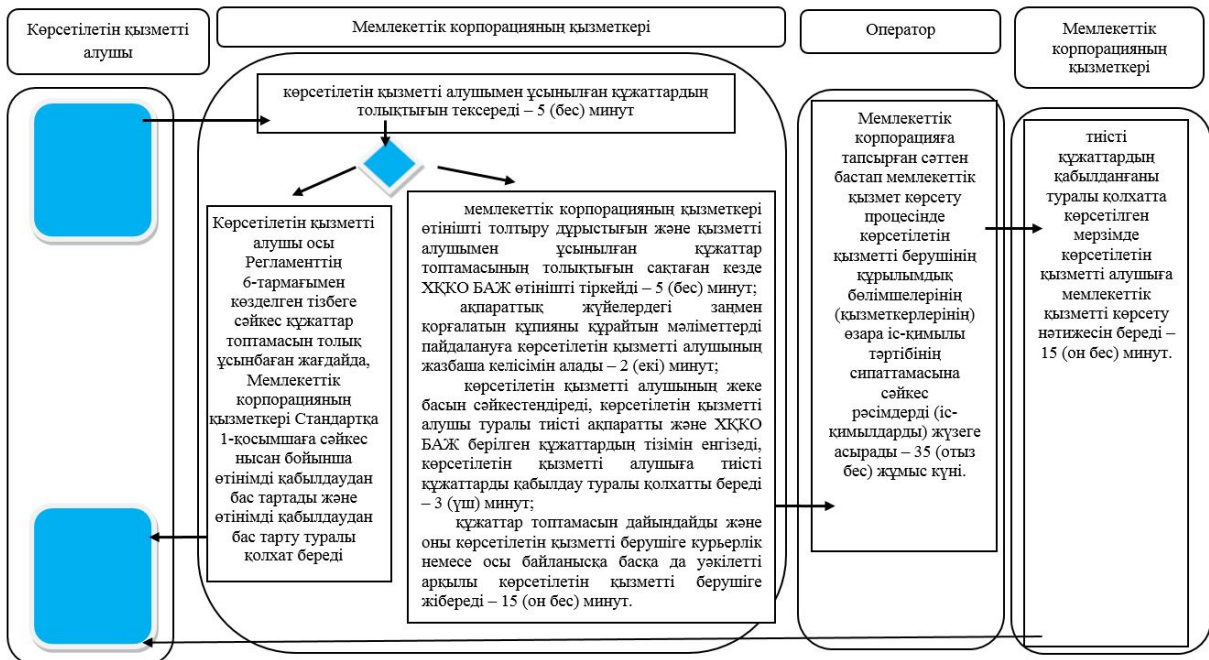 Көрсетілетін қызметті
алушы
Мемлекеттік корпорацияның қызметкері
Оператор
Мемлекеттік
корпорацияның
қызметкері
көрсетілетін қызметті алушымен ұсынылған құжаттардың
толықтығын тексереді – 5 (бес) минут
Көрсетілетін қызметті
алушы осы
Регламенттің
6-тармағымен
көзделген тізбеге
сәйкес құжаттар
топтамасын толық
ұсынбаған жағдайда,
Мемлекеттік
корпорацияның
қызметкері Стандартқа
1-қосымшаға сәйкес
нысан бойынша
өтінімді қабылдаудан
бас тартады және
өтінімді қабылдаудан
бас тарту туралы
қолхат береді
мемлекеттік корпорацияның қызметкері
өтінішті толтыру дұрыстығын және қызметті
алушымен ұсынылған құжаттар
топтамасының толықтығын сақтаған кезде
ХҚКО БАЖ өтінішті тіркейді – 5 (бес) минут;
ақпараттық жүйелердегі заңмен
қорғалатын құпияны құрайтын мәліметтерді
пайдалануға көрсетілетін қызметті алушының
жазбаша келісімін алады – 2 (екі) минут;
көрсетілетін қызметті алушының жеке
басын сәйкестендіреді, көрсетілетін қызметті
алушы туралы тиісті ақпаратты және ХҚКО
БАЖ берілген құжаттардың тізімін енгізеді,
көрсетілетін қызметті алушыға тиісті
құжаттарды қабылдау туралы қолхатты береді
– 3 (үш) минут;
құжаттар топтамасын дайындайды және
оны көрсетілетін қызметті берушіге курьерлік
немесе осы байланысқа басқа да уәкілетті
арқылы көрсетілетін қызметті берушіге
жібереді – 15 (он бес) минут.
Мемлекеттік
корпорацияға
тапсырған сәттен
бастап мемлекеттік
қызмет көрсету
процесінде
көрсетілетін
қызметті берушінің
құрылымдық
бөлімшелерінің
(қызметкерлерінің)
өзара іс-қимылы
тәртібінің
сипаттамасына
сәйкес
рәсімдерді (іс-
қимылдарды) жүзеге
асырады – 35 (отыз
бес) жұмыс күні.
тиісті
құжаттардың
қабылданғаны
туралы қолхатта
көрсетілген
мерзімде
көрсетілетін
қызметті алушыға
мемлекеттік
қызметті көрсету
нәтижесін береді –
15 (он бес) минут.